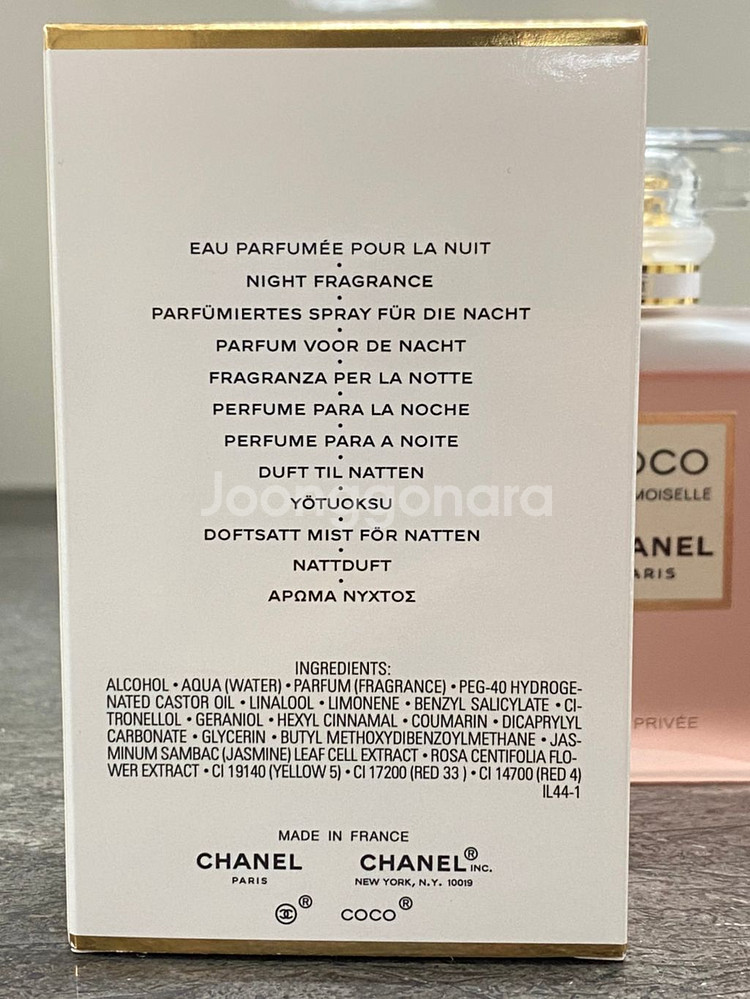 EAU PARFUMÉE POUR LA NUIT
•
NIGHT FRAGRANCE
•
PARFÜMIERTES SPRAY FÜR DIE NACHT
•
PARFUM VOOR DE NACHT
•
FRAGRANZA PER LA NOTTE
•
PERFUME PARA LA NOCHE
•
PERFUME PARA A NOITE
•
DUFT TIL NATTEN
•
YÖTUOKSU
•
DOFTSATT MIST FÖR NATTEN
•
NATTDUFT
•
ΑΡΩΜΑ ΝΥΧΤΟΣ
Joonggonara
INGREDIENTS:
ALCOHOL • AQUA (WATER) • PARFUM (FRAGRANCE) • PEG-40 HYDROGE-
NATED CASTOR OIL • LINALOOL • LIMONENE • BENZYL SALICYLATE • CI-
TRONELLOL • GERANIOL • HEXYL CINNAMAL • COUMARIN • DICAPRYLYL
CARBONATE • GLYCERIN • BUTYL METHOXYDIBENZOYLMETHANE • JAS-
MINUM SAMBAC (JASMINE) LEAF CELL EXTRACT • ROSA CENTIFOLIA FLO-
WER EXTRACT • CI 19140 (YELLOW 5) • CI 17200 (RED 33 ) • CI 14700 (RED 4)
IL44-1
MADE IN FRANCE
CHANEL
PARIS
CHANEL® INC.
NEW YORK, N.Y. 10019
® COCO®
OCO
MOISELLE
ANEL
ARIS
PRIVÉE